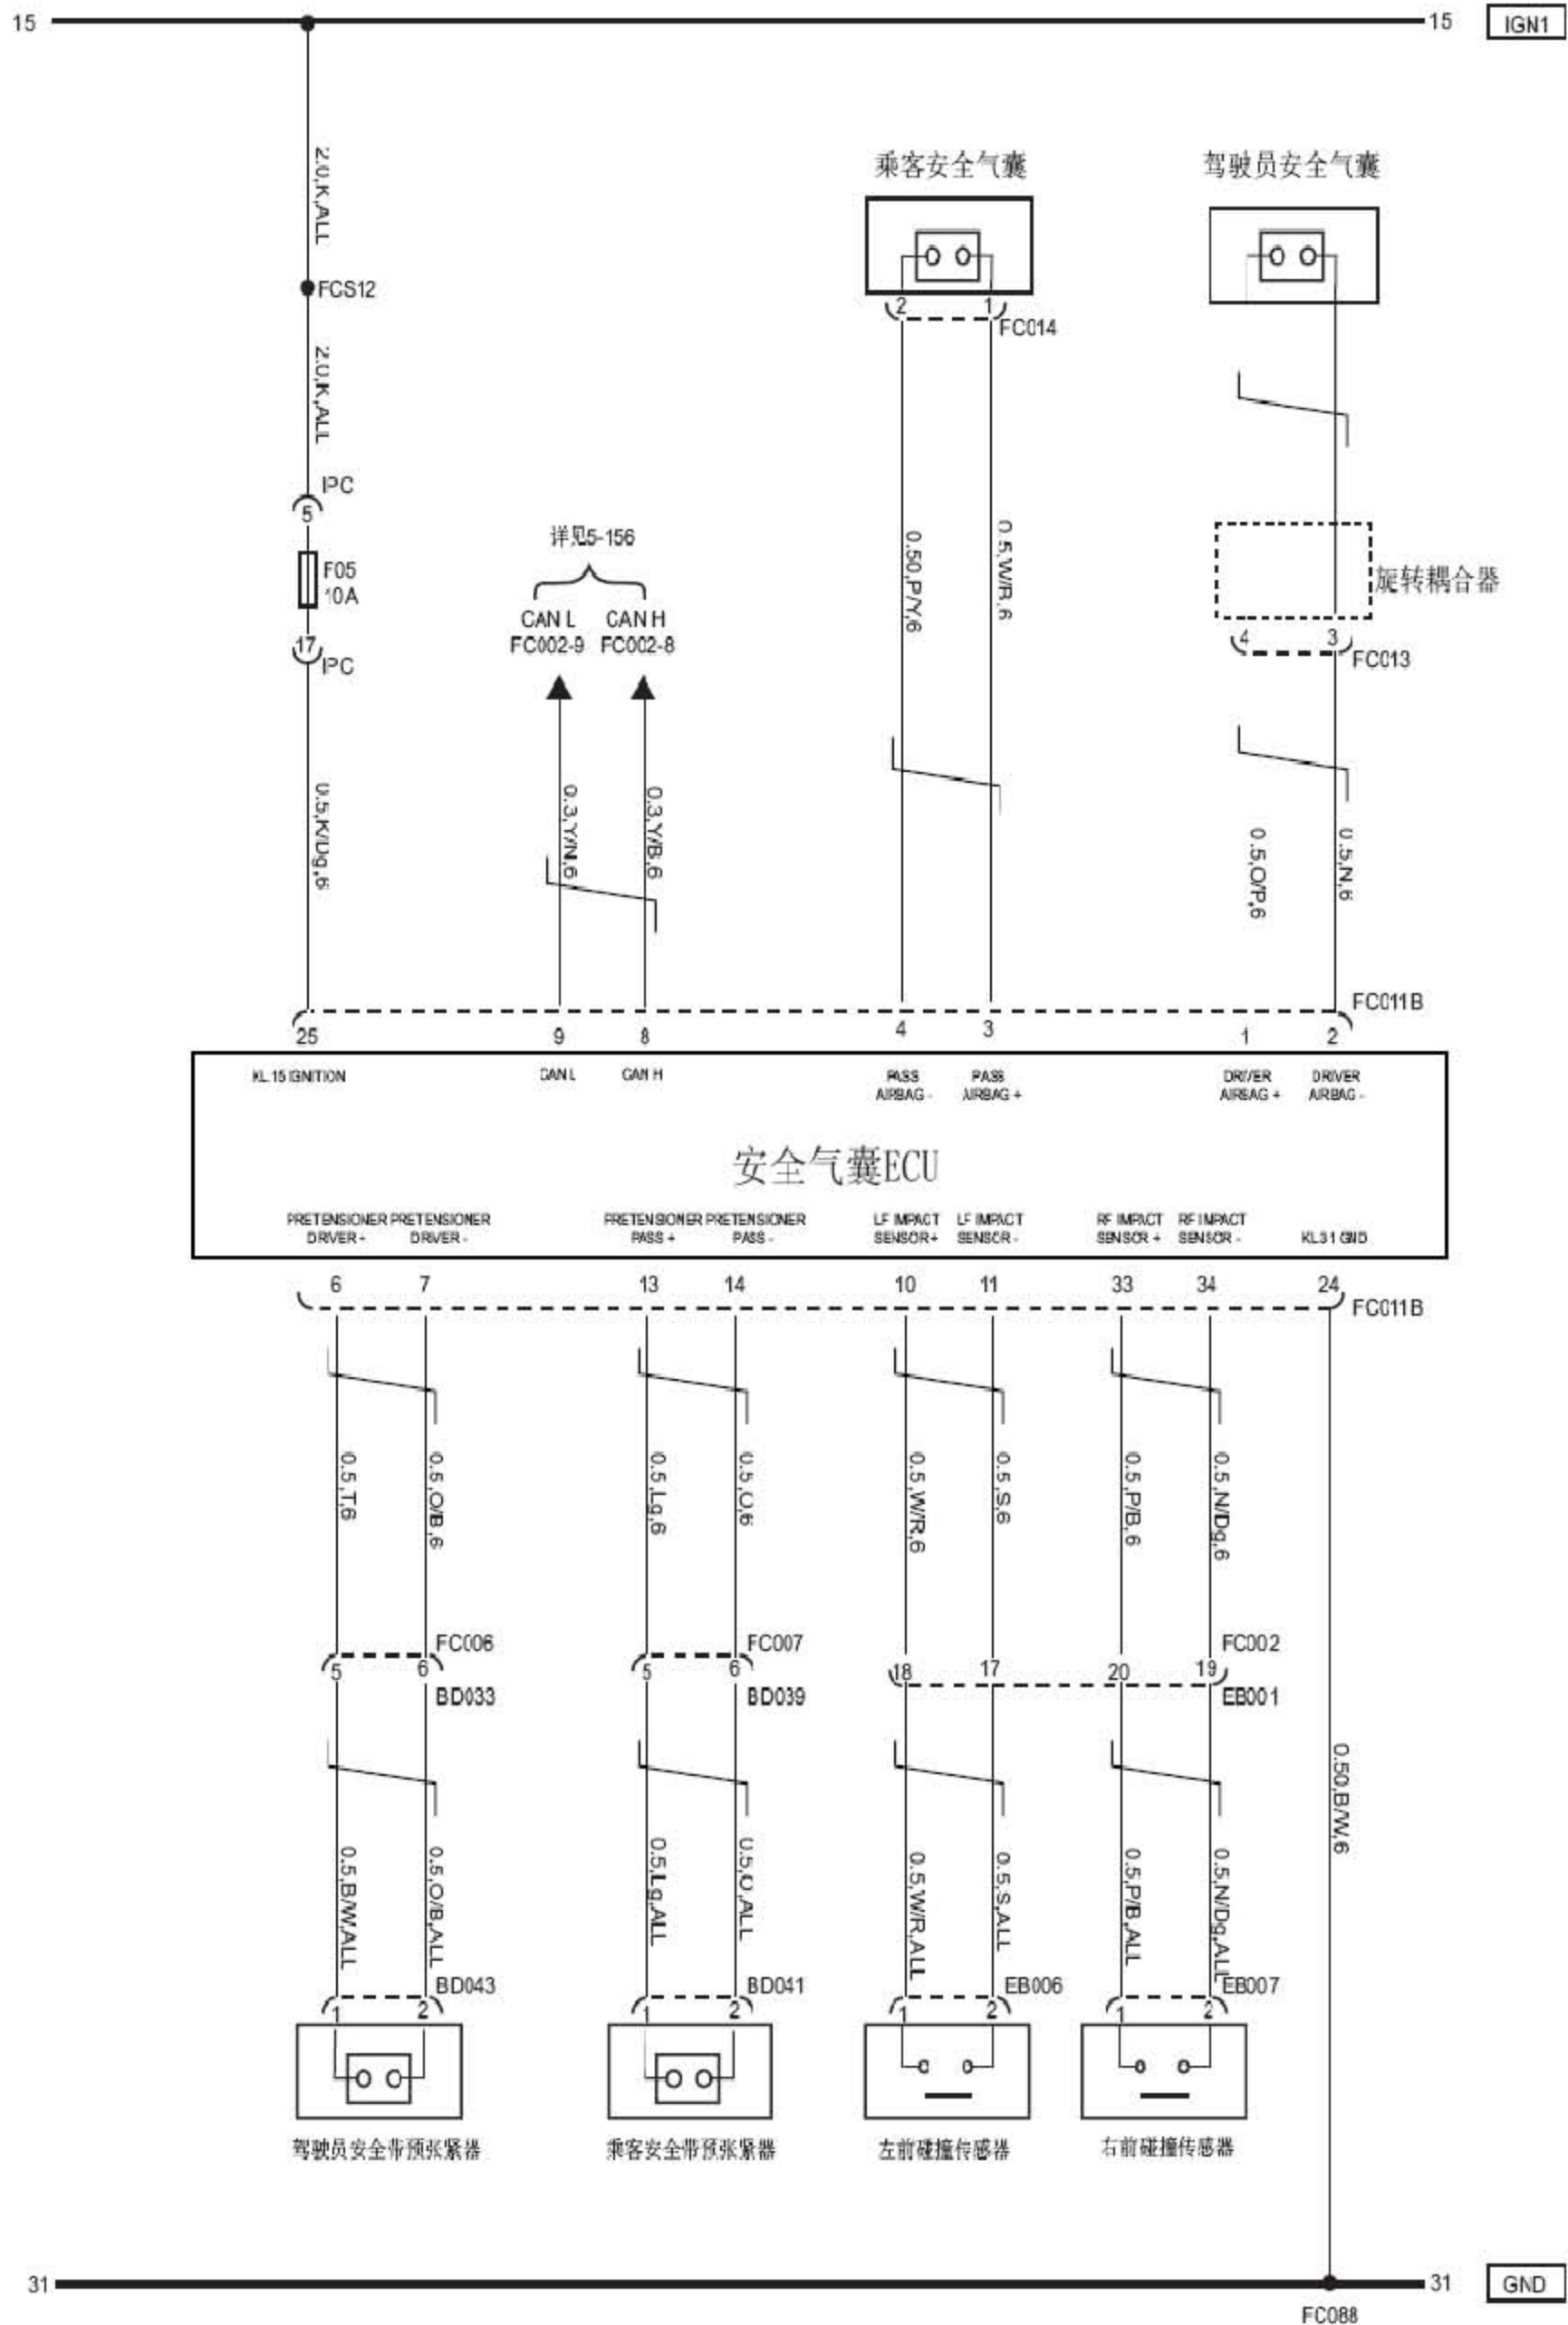 15
15
IGN1
2.0,K,ALL
FCS12
2.0,K,ALL
IPC
5
F05
10A
17
IPC
0.5,K/Dg,6
详见5-156
CAN L
CAN H
FC002-9
FC002-8
0.3,Y/N,6
0.3,Y/B,6
乘客安全气囊
2
1
FC014
0.50,P/Y,6
0.5,W/R,6
驾驶员安全气囊
旋转耦合器
4
3
FC013
0.5,O/P,6
0.5,N,6
FC011B
25
9
8
4
3
1
2
KL.15 IGNITION
CAN L
CAN H
PASS
AIRBAG -
PASS
AIRBAG +
DRIVER
AIRBAG +
DRIVER
AIRBAG -
安全气囊ECU
PRETENSIONER
DRIVER +
PRETENSIONER
DRIVER -
PRETENSIONER
PASS +
PRETENSIONER
PASS -
LF IMPACT
SENSOR +
LF IMPACT
SENSOR -
RF IMPACT
SENSOR +
RF IMPACT
SENSOR -
KL.31 GND
6
7
13
14
10
11
33
34
24
FC011B
0.5,T,6
0.5,O/B,6
0.5,Lg,6
0.5,O,6
0.5,W/R,6
0.5,S,6
0.5,P/B,6
0.5,N/Dg,6
FC006
FC007
FC002
5
6
5
6
18
17
20
19
BD033
BD039
EB001
0.50,B/W,6
0.5,B/W,ALL
0.5,O/B,ALL
0.5,Lg,ALL
0.5,O,ALL
0.5,W/R,ALL
0.5,S,ALL
0.5,P/B,ALL
0.5,N/Dg,ALL
BD043
BD041
EB006
EB007
1
2
1
2
1
2
1
2
驾驶员安全带预张紧器
乘客安全带预张紧器
左前碰撞传感器
右前碰撞传感器
31
31
GND
FC088